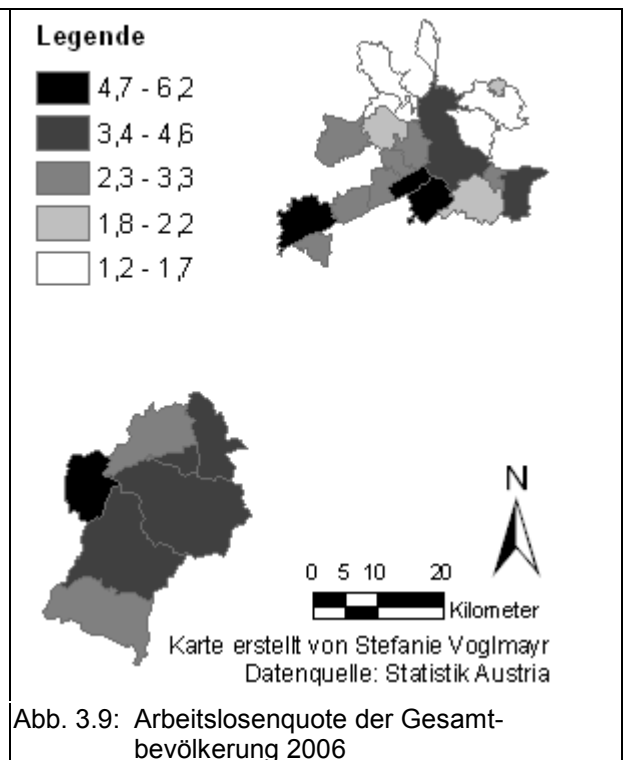 Legende
4,7 - 6,2
3,4 - 4,6
2,3 - 3,3
1,8 - 2,2
1,2 - 1,7
N
0 5 10 20
Kilometer
Karte erstellt von Stefanie Voglmayr
Datenquelle: Statistik Austria
Abb. 3.9: Arbeitslosenquote der Gesamt-
bevölkerung 2006